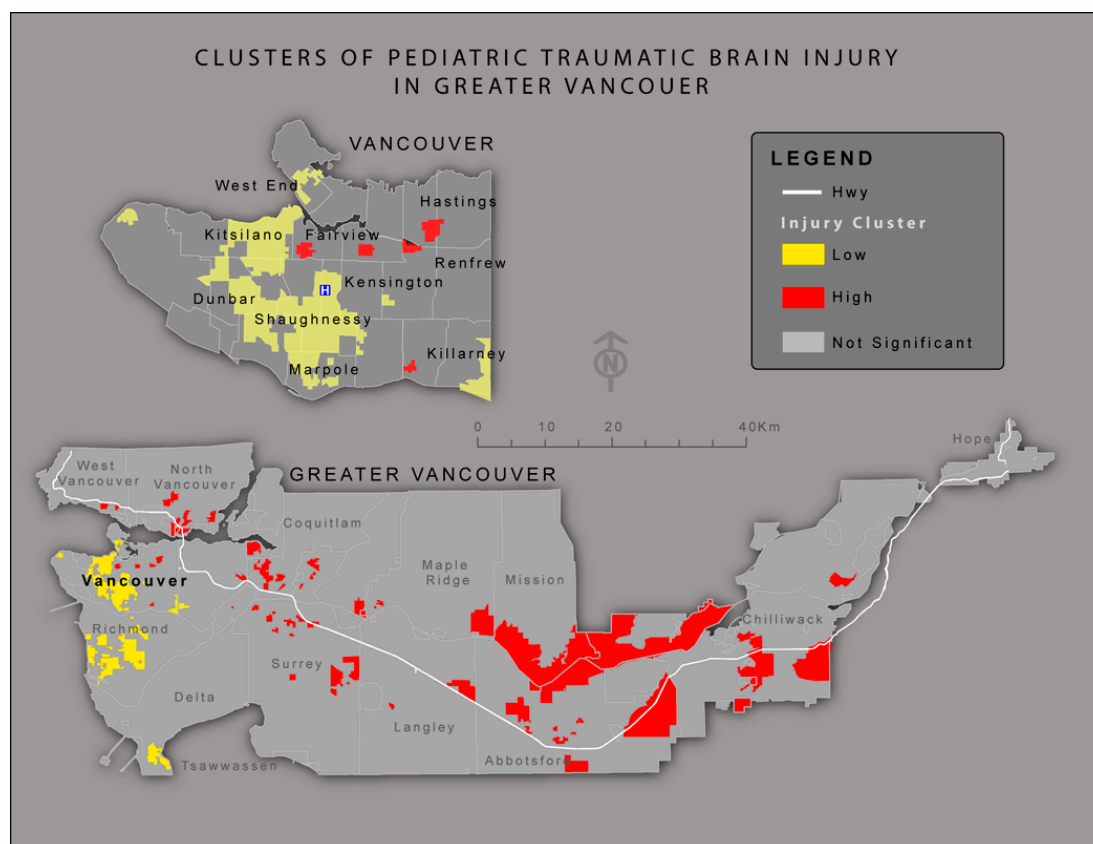 CLUSTERS OF PEDIATRIC TRAUMATIC BRAIN INJURY
IN GREATER VANCOUER
VANCOUVER
West End
Hastings
Kitsilano
Fairview
Renfrew
Kensington
H
Dunbar
Shaughnessy
Killarney
Marpole
LEGEND
Hwy
Injury Cluster
Low
High
Not Significant
N
0 10 20 40Km
GREATER VANCOUVER
West
Vancouver
North
Vancouver
Hope
Coquitlam
Maple
Ridge
Mission
Vancouver
Chilliwack
Richmond
Surrey
Delta
Langley
Abbotsford
Tsawwassen